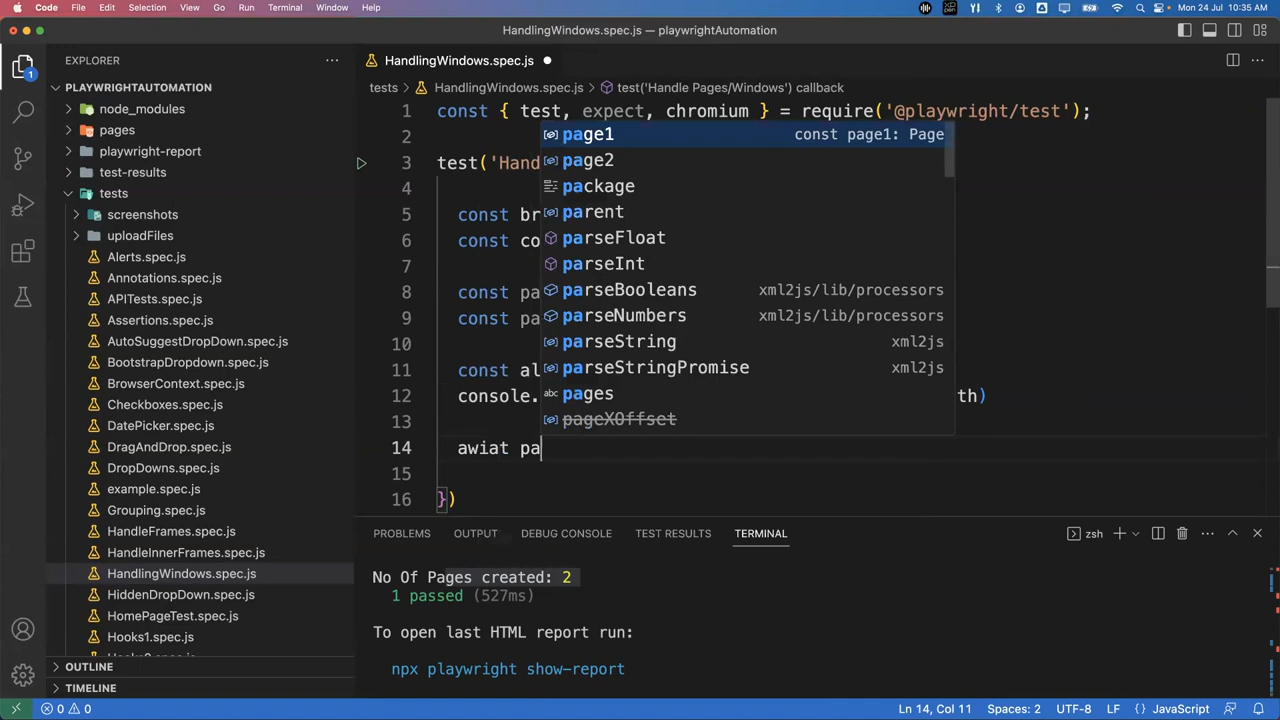 Code File Edit Selection View Go Run Terminal Window Help Mon 24 Jul 10:35 AM
HandlingWindows.spec.js — playwrightAutomation
EXPLORER
PLAYWRIGHTAUTOMATION
node_modules
pages
playwright-report
test-results
tests
screenshots
uploadFiles
Alerts.spec.js
Annotations.spec.js
APITests.spec.js
Assertions.spec.js
AutoSuggestDropDown.spec.js
BootstrapDropdown.spec.js
BrowserContext.spec.js
Checkboxes.spec.js
DatePicker.spec.js
DragAndDrop.spec.js
DropDowns.spec.js
example.spec.js
Grouping.spec.js
HandleFrames.spec.js
HandleInnerFrames.spec.js
HandlingWindows.spec.js
HiddenDropDown.spec.js
HomePageTest.spec.js
Hooks1.spec.js
OUTLINE
TIMELINE
HandlingWindows.spec.js
tests > HandlingWindows.spec.js > test('Handle Pages/Windows') callback
1 const { test, expect, chromium } = require('@playwright/test');
2
3 test('Hand
4
5 const br
6 const co
7
8 const pa
9 const pa
10
11 const al
12 console. th)
13
14 awiat pa
15
16 })
page1 const page1: Page
page2
package
parent
parseFloat
parseInt
parseBooleans xml2js/lib/processors
parseNumbers xml2js/lib/processors
parseString xml2js
parseStringPromise xml2js
pages
pageXOffset
PROBLEMS OUTPUT DEBUG CONSOLE TEST RESULTS TERMINAL zsh
No Of Pages created: 2
1 passed (527ms)
To open last HTML report run:
npx playwright show-report
0 0 Ln 14, Col 11 Spaces: 2 UTF-8 LF {} JavaScript